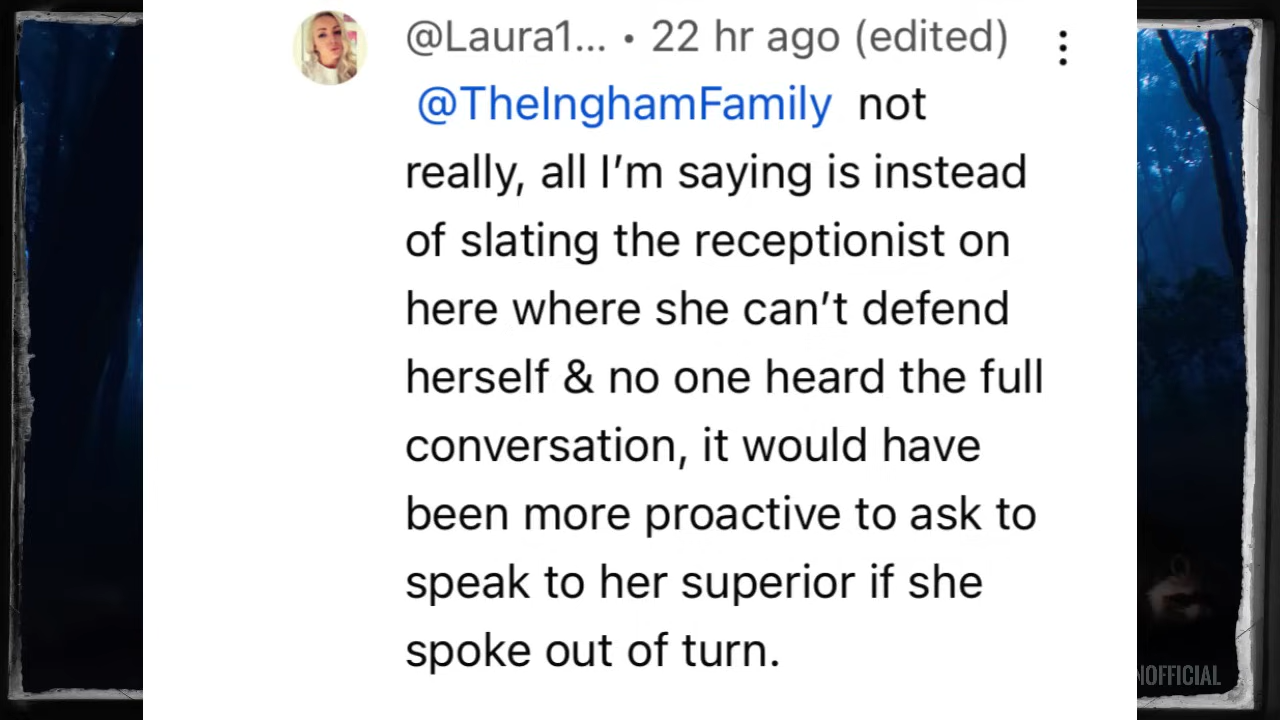 @Laura1... • 22 hr ago (edited)
@TheInghamFamily not
really, all I’m saying is instead
of slating the receptionist on
here where she can’t defend
herself & no one heard the full
conversation, it would have
been more proactive to ask to
speak to her superior if she
spoke out of turn.
NOFFICIAL